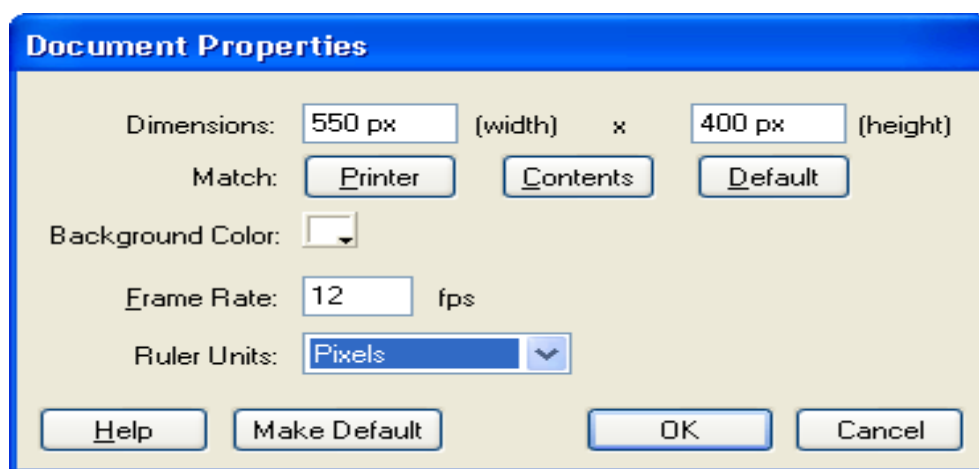 Document Properties
Dimensions: 550 px (width) x 400 px (height)
Match: Printer Contents Default
Background Color:
Frame Rate: 12 fps
Ruler Units: Pixels
Help Make Default OK Cancel